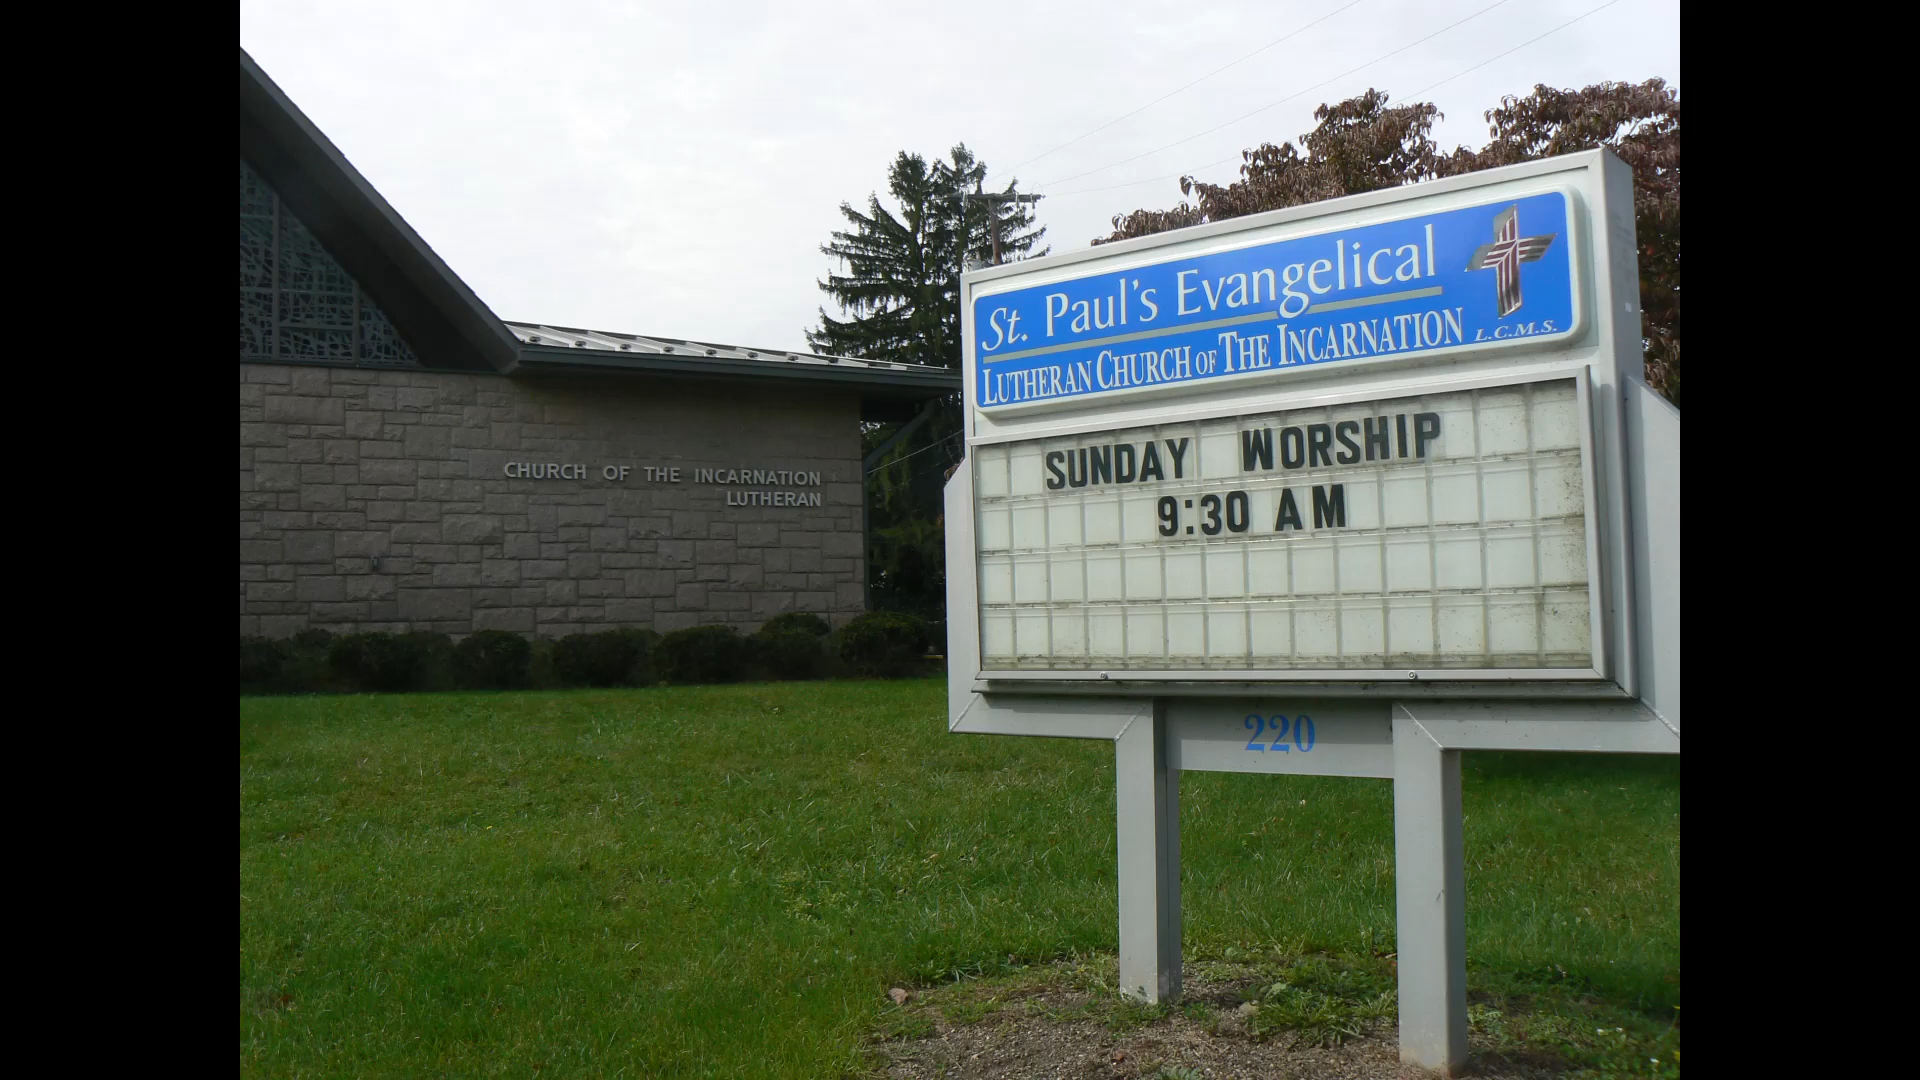 CHURCH OF THE INCARNATION
LUTHERAN
St. Paul's Evangelical
LUTHERAN CHURCH OF THE INCARNATION L.C.M.S.
SUNDAY WORSHIP
9:30 AM
220